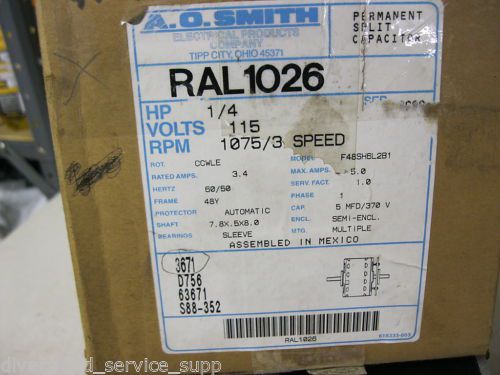 A.O.SMITH
ELECTRICAL PRODUCTS
COMPANY
TIPP CITY, OHIO 45371
PERMANENT
SPLIT
CAPACITOR
RAL1026
HP 1/4
VOLTS 115
RPM 1075/3 SPEED
ROT. CCWLE MODEL F48SH6L2B1
RATED AMPS. 3.4 MAX. AMPS. 5.0
HERTZ 60/50 SERV. FACT. 1.0
FRAME 48Y PHASE 1
PROTECTOR AUTOMATIC CAP. 5 MFD/370 V
SHAFT 7.8X.5X8.0 ENCL. SEMI-ENCL.
BEARINGS SLEEVE MTG. MULTIPLE
ASSEMBLED IN MEXICO
3671
D756
63671
S88-352
RAL1026
618333-003
diversified_service_supp